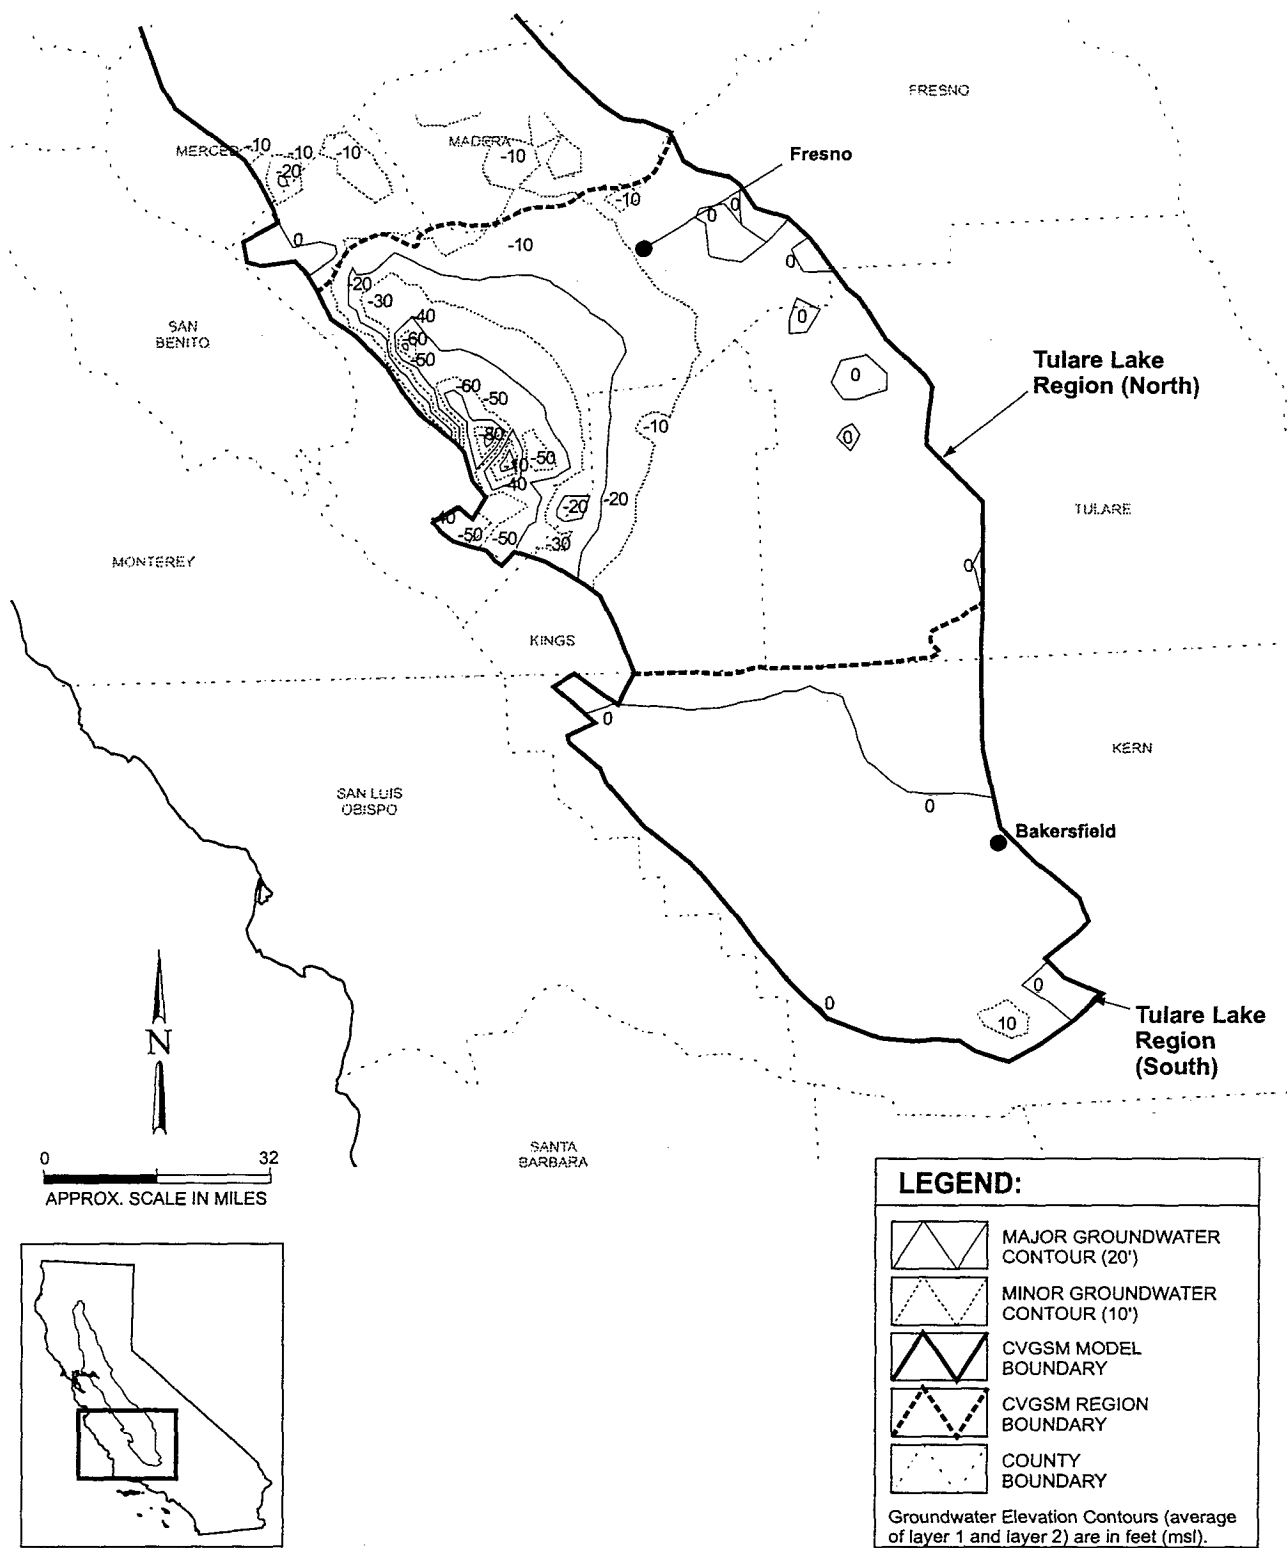 FRESNO
MERCED
-10
-10
-10
-20
MADERA
-10
Fresno
-10
0
0
0
-10
0
-20
-30
-40
-60
-50
0
SAN
BENITO
Tulare Lake
Region (North)
0
-60
-50
-10
0
-80
-50
-40
-20
-20
-50
-50
-30
TULARE
MONTEREY
0
KINGS
0
KERN
SAN LUIS
OBISPO
0
Bakersfield
0
0
10
Tulare Lake
Region
(South)
N
SANTA
BARBARA
0 32
APPROX. SCALE IN MILES
LEGEND:
MAJOR GROUNDWATER
CONTOUR (20')
MINOR GROUNDWATER
CONTOUR (10')
CVGSM MODEL
BOUNDARY
CVGSM REGION
BOUNDARY
COUNTY
BOUNDARY
Groundwater Elevation Contours (average
of layer 1 and layer 2) are in feet (msl).